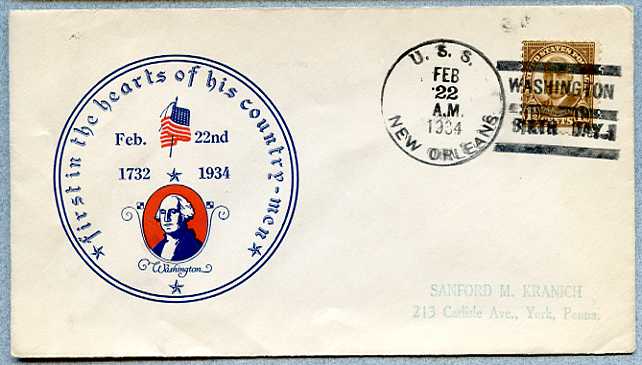 first in the hearts of his country-men
Feb. 22nd
1732 1934
Washington
U. S. S.
FEB
22
A.M.
1934
NEW ORLEANS
WASHINGTON
BIRTHDAY
SANFORD M. KRANICH
213 Carlisle Ave., York, Penna.